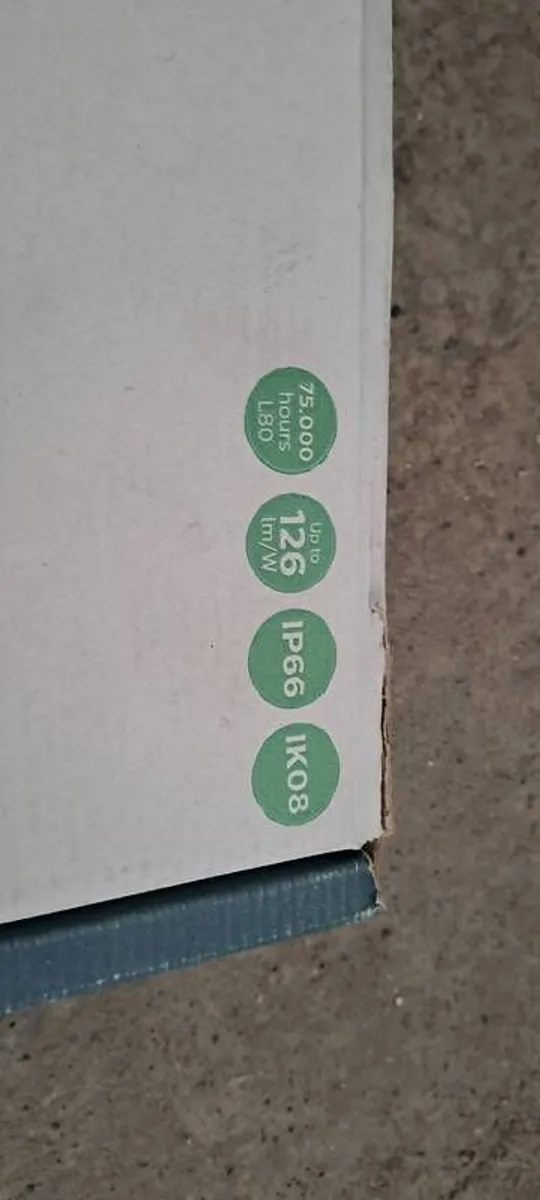 75.000
hours
L80
Up to
126
lm/W
IP66
IK08